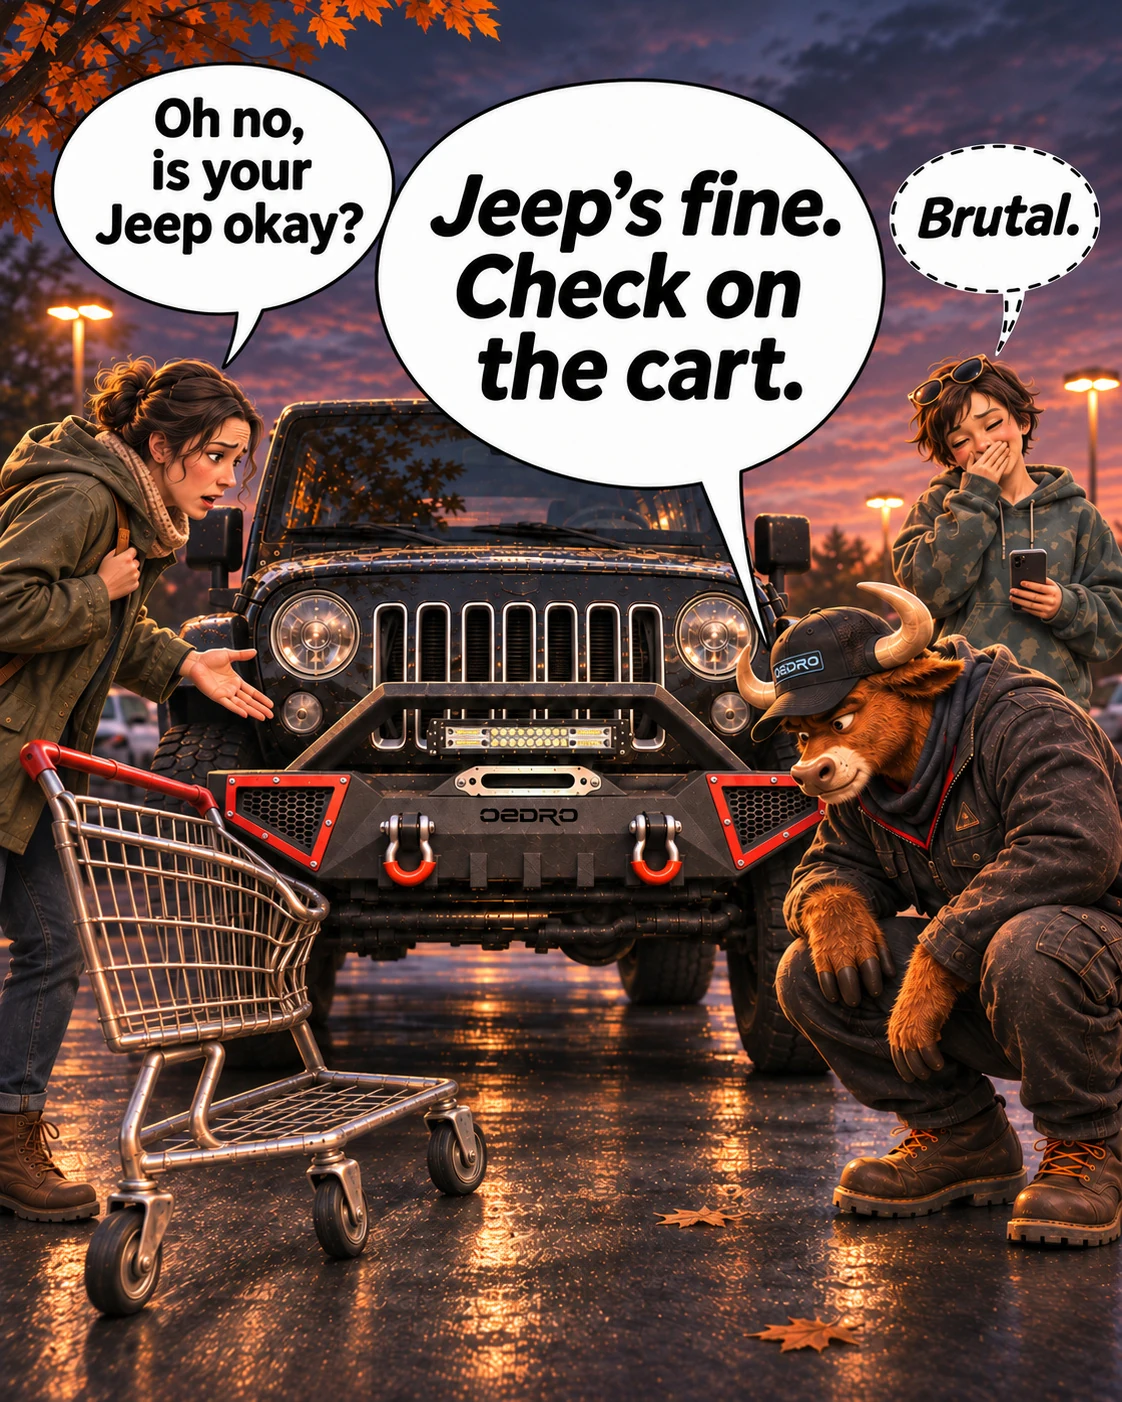 Oh no,
is your
Jeep okay?
Jeep's fine.
Check on
the cart.
Brutal.
OEDRO
OEDRO